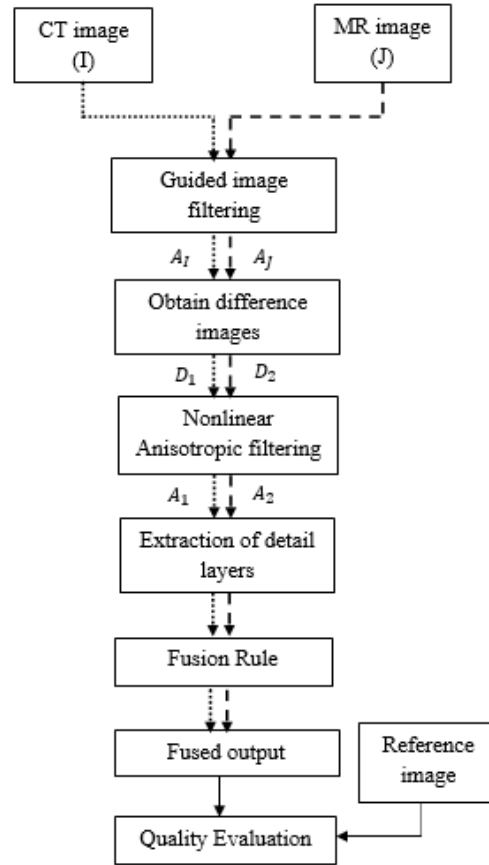 CT image
(I)
MR image
(J)
Guided image
filtering
A_I
A_J
Obtain difference
images
D_1
D_2
Nonlinear
Anisotropic filtering
A_1
A_2
Extraction of detail
layers
Fusion Rule
Fused output
Reference
image
Quality Evaluation